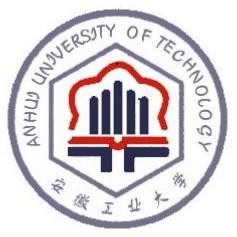 ANHUI UNIVERSITY OF TECHNOLOGY
安徽工业大学